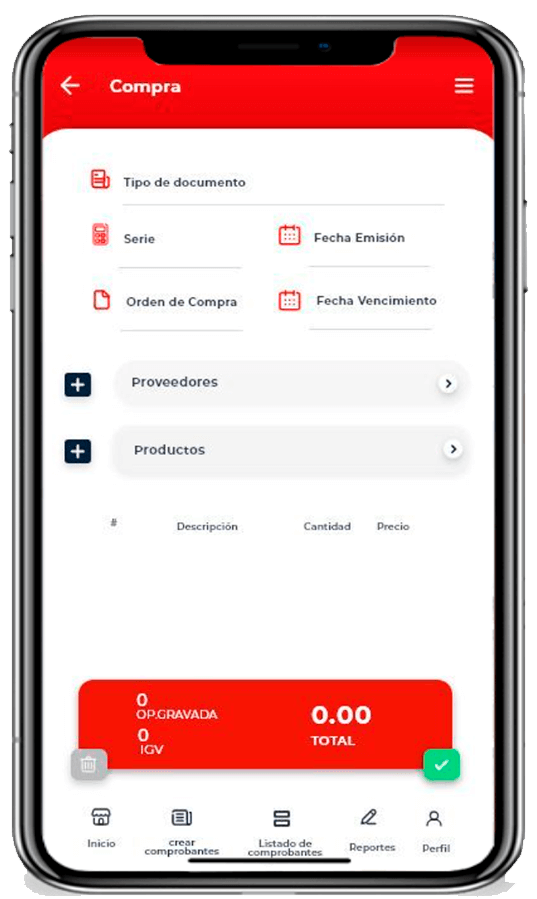 Compra
Tipo de documento
Serie
Fecha Emisión
Orden de Compra
Fecha Vencimiento
Proveedores
Productos
# Descripción Cantidad Precio
0
OP.GRAVADA
0
IGV
0.00
TOTAL
Inicio
crear
comprobantes
Listado de
comprobantes
Reportes
Perfil